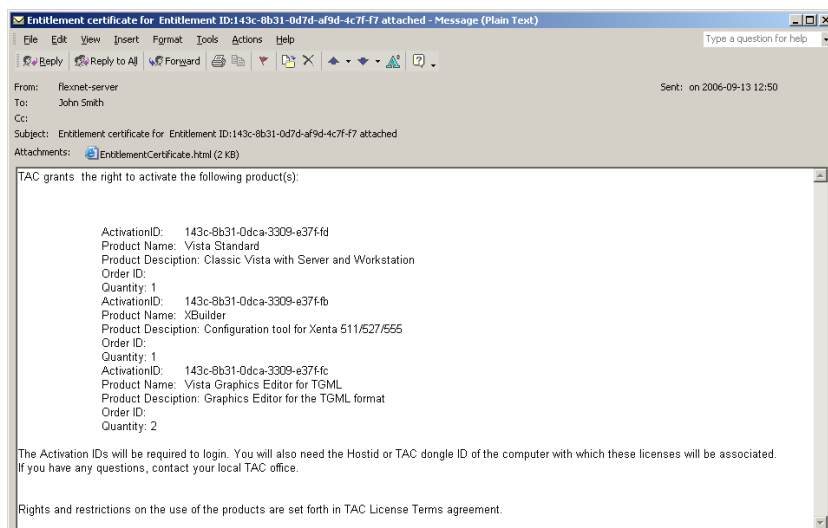 Entitlement certificate for Entitlement ID:143c-8b31-0d7d-af9d-4c7f-f7 attached - Message (Plain Text)
File Edit View Insert Format Tools Actions Help Type a question for help
Reply Reply to All Forward
From: flexnet-server Sent: on 2006-09-13 12:50
To: John Smith
Cc:
Subject: Entitlement certificate for Entitlement ID:143c-8b31-0d7d-af9d-4c7f-f7 attached
Attachments: EntitlementCertificate.html (2 KB)
TAC grants the right to activate the following product(s):
ActivationID: 143c-8b31-0dca-3309-e37f-fd
Product Name: Vista Standard
Product Desciption: Classic Vista with Server and Workstation
Order ID:
Quantity: 1
ActivationID: 143c-8b31-0dca-3309-e37f-fb
Product Name: XBuilder
Product Desciption: Configuration tool for Xenta 511/527/555
Order ID:
Quantity: 1
ActivationID: 143c-8b31-0dca-3309-e37f-fc
Product Name: Vista Graphics Editor for TGML
Product Desciption: Graphics Editor for the TGML format
Order ID:
Quantity: 2
The Activation IDs will be required to login. You will also need the Hostid or TAC dongle ID of the computer with which these licenses will be associated.
If you have any questions, contact your local TAC office.
Rights and restrictions on the use of the products are set forth in TAC License Terms agreement.